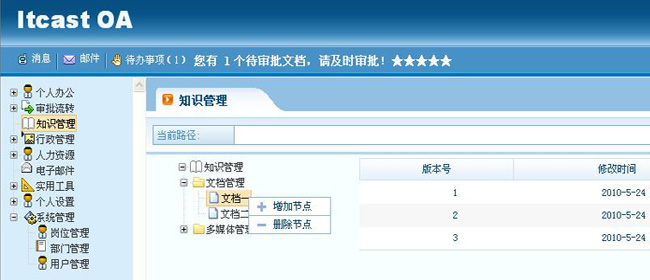 Itcast OA
消息 邮件 待办事项(1) 您有 1个待审批文档，请及时审批！★★★★★
个人办公
审批流转
知识管理
行政管理
人力资源
电子邮件
实用工具
个人设置
系统管理
岗位管理
部门管理
用户管理
知识管理
当前路径:
知识管理
文档管理
文档一
文档二
多媒体管理
增加节点
删除节点
版本号 修改时间
1 2010-5-24
2 2010-5-24
3 2010-5-24